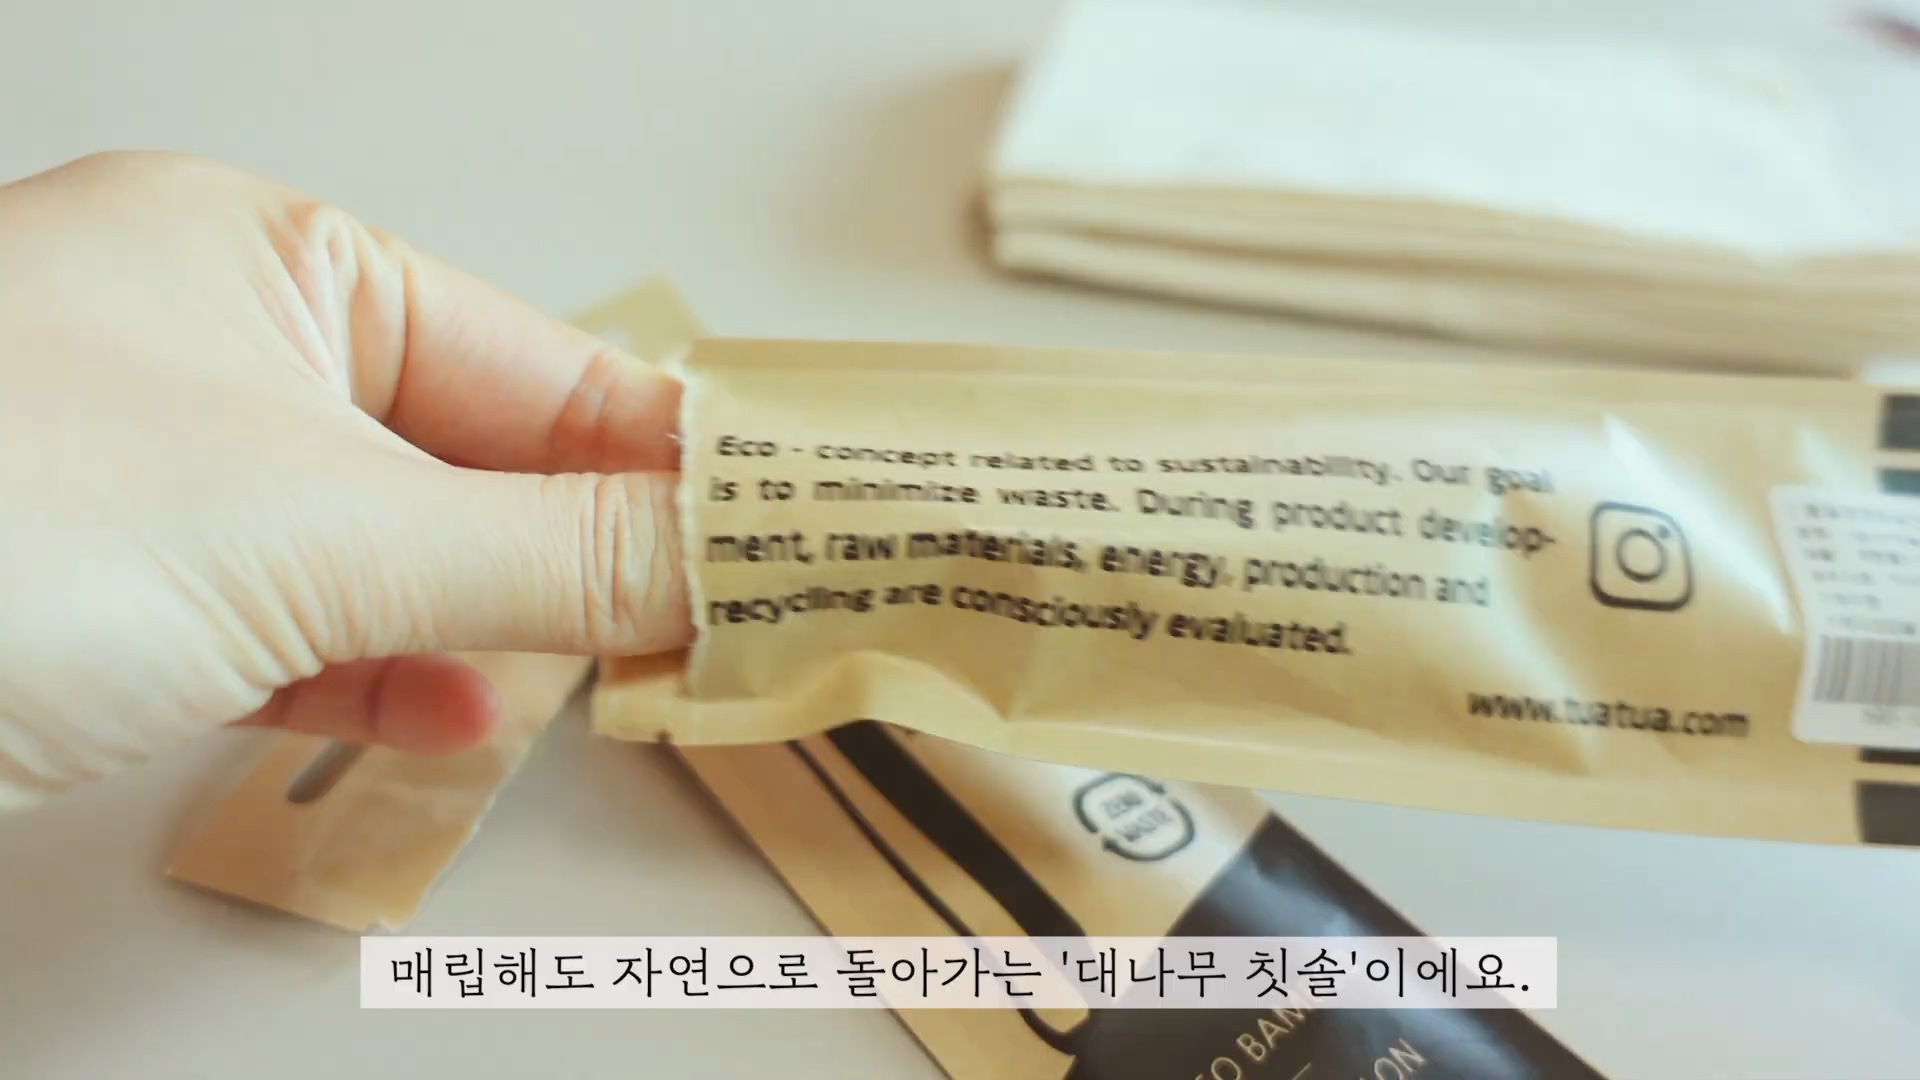 Eco - concept related to sustainability. Our goal
is to minimize waste. During product develop-
ment, raw materials, energy, production and
recycling are consciously evaluated.
www.tuatua.com
ZERO
WASTE
매립해도 자연으로 돌아가는 '대나무 칫솔'이에요.